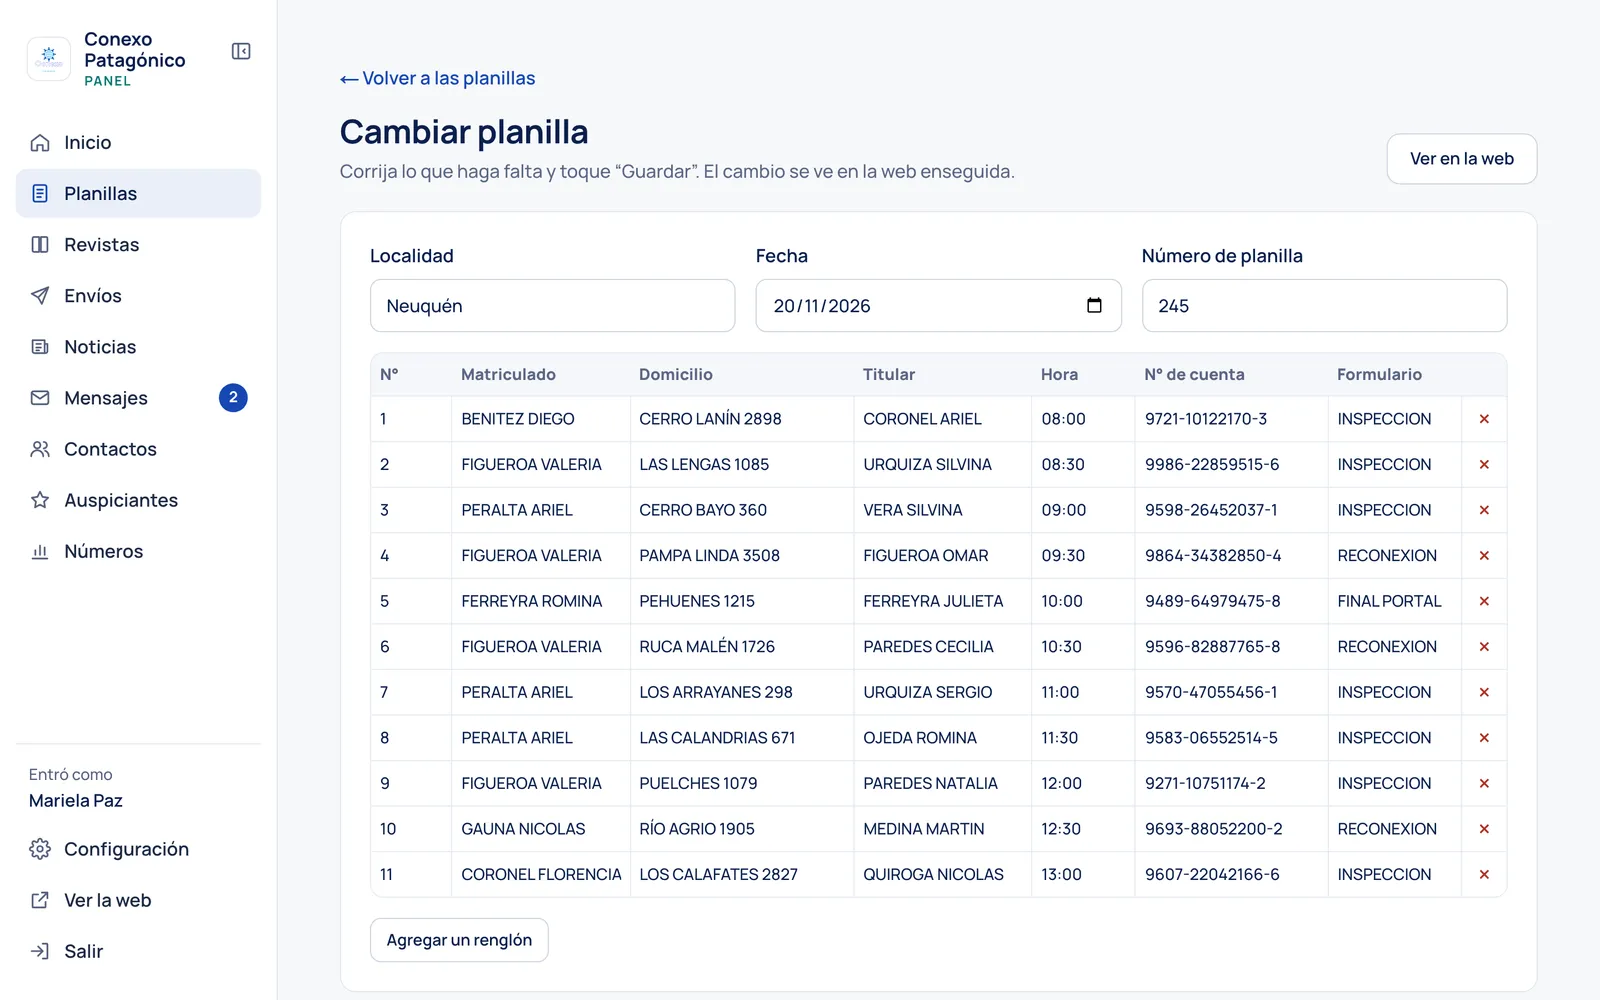 Conexo
Patagónico
PANEL
Inicio
Planillas
Revistas
Envíos
Noticias
Mensajes 2
Contactos
Auspiciantes
Números
Entró como
Mariela Paz
Configuración
Ver la web
Salir
← Volver a las planillas
Cambiar planilla
Corrija lo que haga falta y toque “Guardar”. El cambio se ve en la web enseguida.
Ver en la web
Localidad Fecha Número de planilla
Neuquén 20/11/2026 245
N° Matriculado Domicilio Titular Hora N° de cuenta Formulario
1 BENITEZ DIEGO CERRO LANÍN 2898 CORONEL ARIEL 08:00 9721-10122170-3 INSPECCION ×
2 FIGUEROA VALERIA LAS LENGAS 1085 URQUIZA SILVINA 08:30 9986-22859515-6 INSPECCION ×
3 PERALTA ARIEL CERRO BAYO 360 VERA SILVINA 09:00 9598-26452037-1 INSPECCION ×
4 FIGUEROA VALERIA PAMPA LINDA 3508 FIGUEROA OMAR 09:30 9864-34382850-4 RECONEXION ×
5 FERREYRA ROMINA PEHUENES 1215 FERREYRA JULIETA 10:00 9489-64979475-8 FINAL PORTAL ×
6 FIGUEROA VALERIA RUCA MALÉN 1726 PAREDES CECILIA 10:30 9596-82887765-8 RECONEXION ×
7 PERALTA ARIEL LOS ARRAYANES 298 URQUIZA SERGIO 11:00 9570-47055456-1 INSPECCION ×
8 PERALTA ARIEL LAS CALANDRIAS 671 OJEDA ROMINA 11:30 9583-06552514-5 INSPECCION ×
9 FIGUEROA VALERIA PUELCHES 1079 PAREDES NATALIA 12:00 9271-10751174-2 INSPECCION ×
10 GAUNA NICOLAS RÍO AGRIO 1905 MEDINA MARTIN 12:30 9693-88052200-2 RECONEXION ×
11 CORONEL FLORENCIA LOS CALAFATES 2827 QUIROGA NICOLAS 13:00 9607-22042166-6 INSPECCION ×
Agregar un renglón